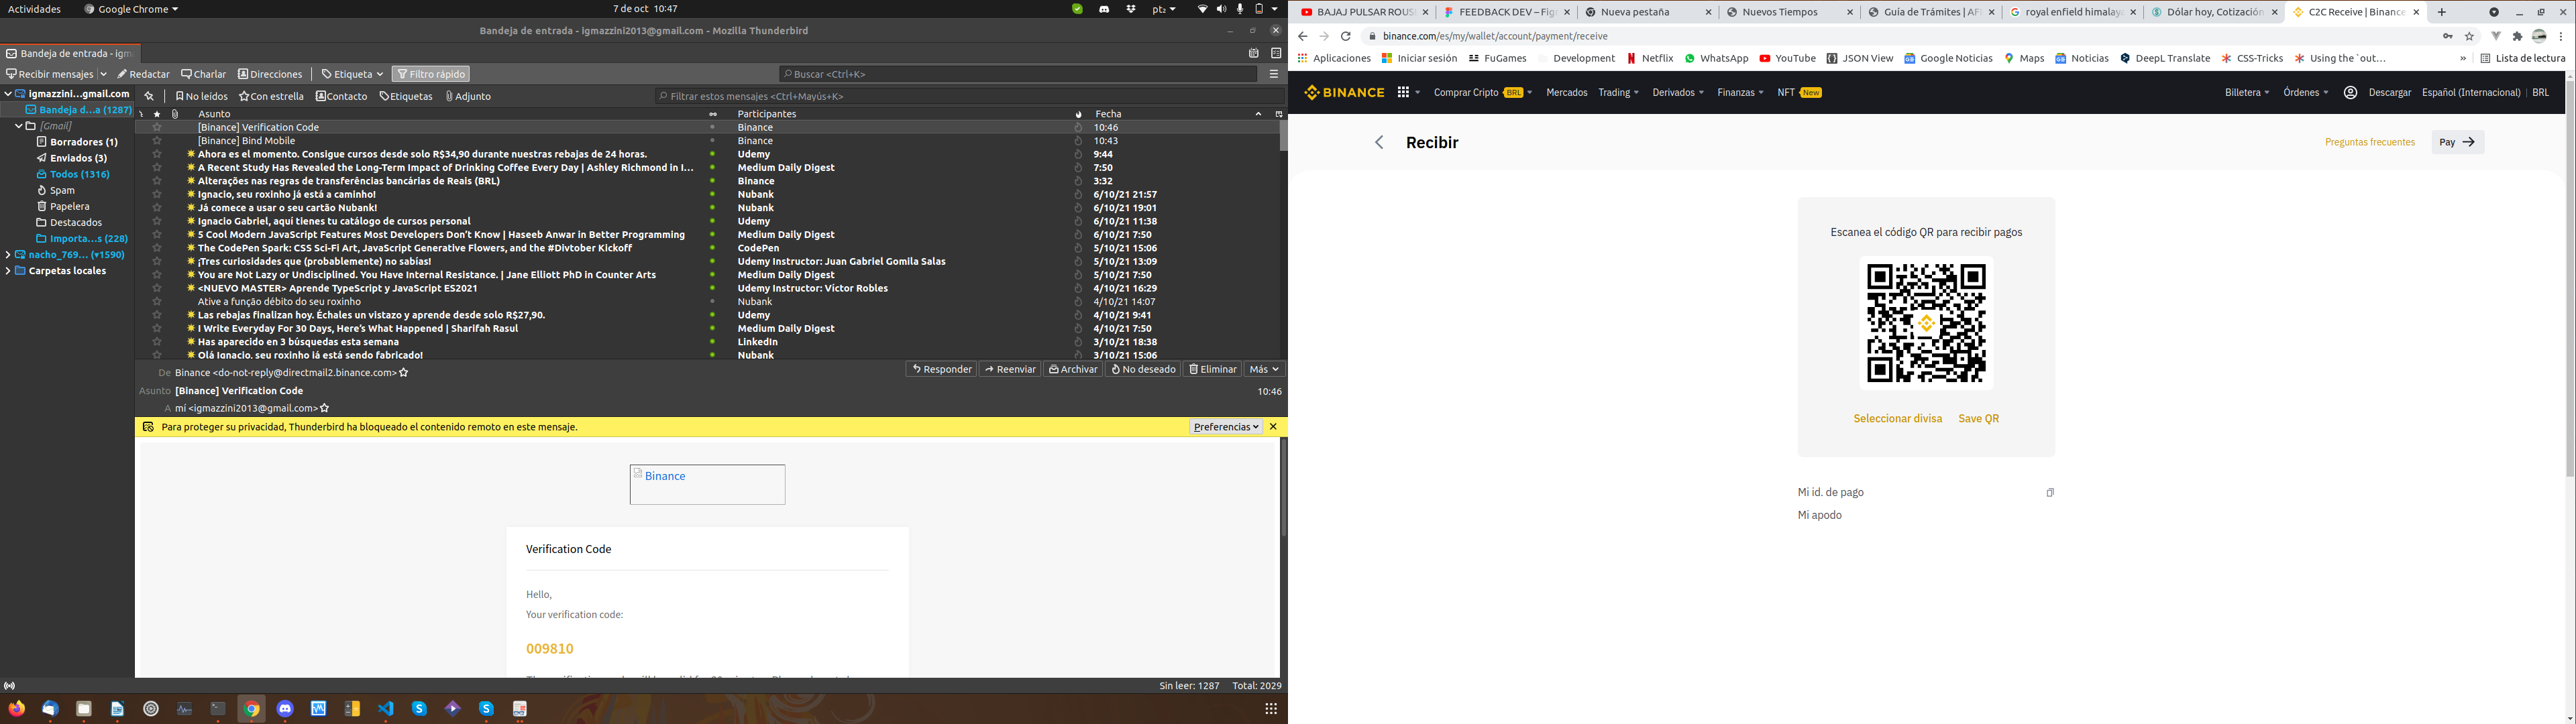 Actividades
Google Chrome
7 de oct 10:47
pt₂
Bandeja de entrada - igmazzini2013@gmail.com - Mozilla Thunderbird
Bandeja de entrada - igm
Recibir mensajes
Redactar
Charlar
Direcciones
Etiqueta
Filtro rápido
Buscar <Ctrl+K>
igmazzini...gmail.com
Bandeja d...a (1287)
[Gmail]
Borradores (1)
Enviados (3)
Todos (1316)
Spam
Papelera
Destacados
Importa...s (228)
nacho_769... (▾1590)
Carpetas locales
No leídos
Con estrella
Contacto
Etiquetas
Adjunto
Filtrar estos mensajes <Ctrl+Mayús+K>
Asunto Participantes Fecha
[Binance] Verification Code Binance 10:46
[Binance] Bind Mobile Binance 10:43
Ahora es el momento. Consigue cursos desde solo R$34,90 durante nuestras rebajas de 24 horas. Udemy 9:44
A Recent Study Has Revealed the Long-Term Impact of Drinking Coffee Every Day | Ashley Richmond in I... Medium Daily Digest 7:50
Alterações nas regras de transferências bancárias de Reais (BRL) Binance 3:32
Ignacio, seu roxinho já está a caminho! Nubank 6/10/21 21:57
Já comece a usar o seu cartão Nubank! Nubank 6/10/21 19:01
Ignacio Gabriel, aquí tienes tu catálogo de cursos personal Udemy 6/10/21 11:38
5 Cool Modern JavaScript Features Most Developers Don't Know | Haseeb Anwar in Better Programming Medium Daily Digest 6/10/21 7:50
The CodePen Spark: CSS Sci-Fi Art, JavaScript Generative Flowers, and the #Divtober Kickoff CodePen 5/10/21 15:06
¡Tres curiosidades que (probablemente) no sabías! Udemy Instructor: Juan Gabriel Gomila Salas 5/10/21 13:09
You are Not Lazy or Undisciplined. You Have Internal Resistance. | Jane Elliott PhD in Counter Arts Medium Daily Digest 5/10/21 7:50
<NUEVO MASTER> Aprende TypeScript y JavaScript ES2021 Udemy Instructor: Víctor Robles 4/10/21 16:29
Ative a função débito do seu roxinho Nubank 4/10/21 14:07
Las rebajas finalizan hoy. Échales un vistazo y aprende desde solo R$27,90. Udemy 4/10/21 9:41
I Write Everyday For 30 Days, Here's What Happened | Sharifah Rasul Medium Daily Digest 4/10/21 7:50
Has aparecido en 3 búsquedas esta semana LinkedIn 3/10/21 18:38
Olá Ignacio, seu roxinho já está sendo fabricado! Nubank 3/10/21 15:06
De Binance <do-not-reply@directmail2.binance.com>
Responder
Reenviar
Archivar
No deseado
Eliminar
Más
Asunto [Binance] Verification Code 10:46
A mí <igmazzini2013@gmail.com>
Para proteger su privacidad, Thunderbird ha bloqueado el contenido remoto en este mensaje.
Preferencias
Binance
Verification Code
Hello,
Your verification code:
009810
Sin leer: 1287 Total: 2029
BAJAJ PULSAR ROUS
FEEDBACK DEV – Fig
Nueva pestaña
Nuevos Tiempos
Guía de Trámites | AF
royal enfield himalaya
Dólar hoy, Cotización
C2C Receive | Binance
binance.com/es/my/wallet/account/payment/receive
Aplicaciones
Iniciar sesión
FuGames
Development
Netflix
WhatsApp
YouTube
JSON View
Google Noticias
Maps
Noticias
DeepL Translate
CSS-Tricks
Using the `out...
»
Lista de lectura
BINANCE
Comprar Cripto BRL
Mercados
Trading
Derivados
Finanzas
NFT New
Billetera
Órdenes
Descargar
Español (Internacional) | BRL
Recibir
Preguntas frecuentes
Pay
Escanea el código QR para recibir pagos
Seleccionar divisa
Save QR
Mi id. de pago
Mi apodo